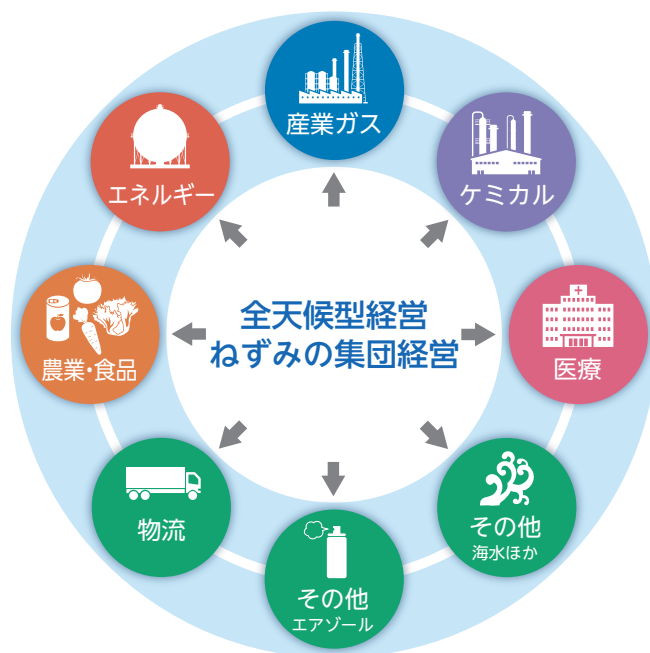 産業ガス
エネルギー
ケミカル
全天候型経営
ねずみの集団経営
農業・食品
医療
物流
その他
海水ほか
その他
エアゾール